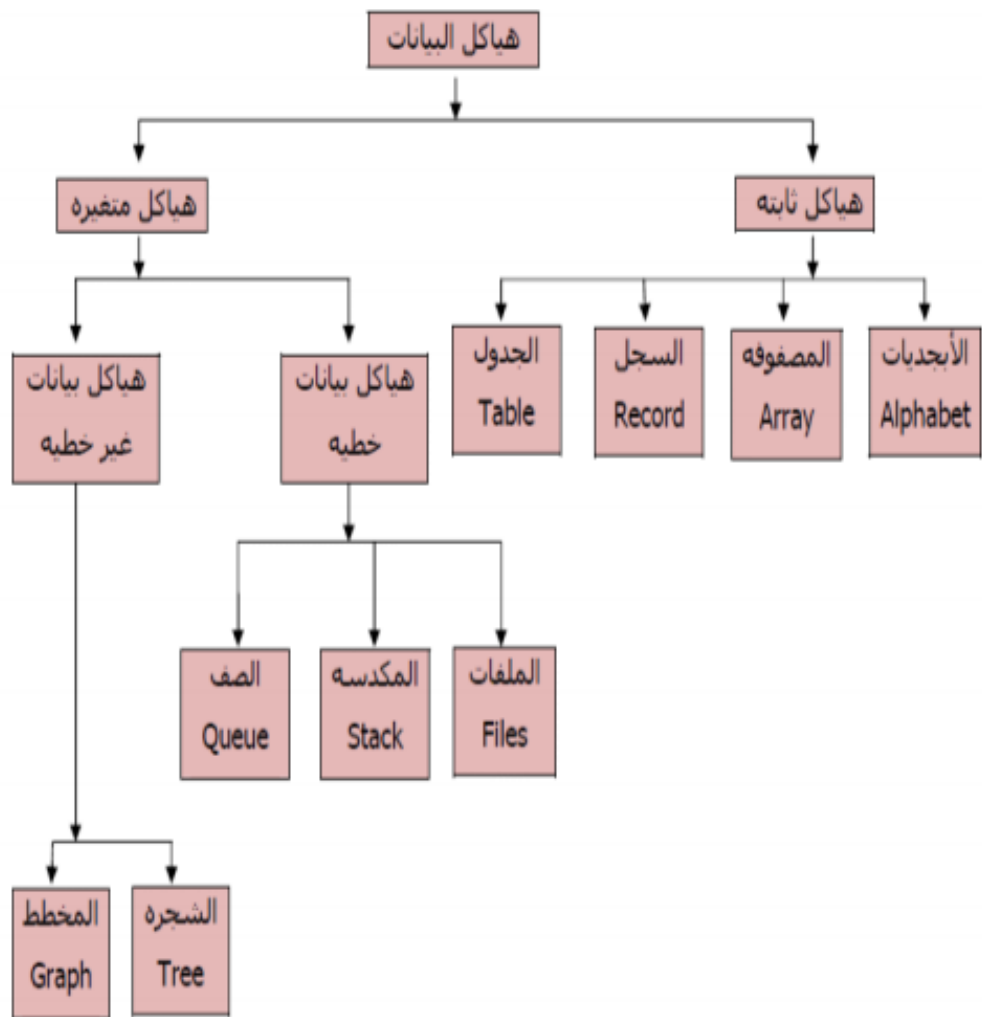 هياكل البيانات
هياكل ثابته
هياكل متغيره
الأبجديات
Alphabet
المصفوفه
Array
السجل
Record
الجدول
Table
هياكل بيانات
خطيه
هياكل بيانات
غير خطيه
الملفات
Files
المكدسه
Stack
الصف
Queue
الشجره
Tree
المخطط
Graph